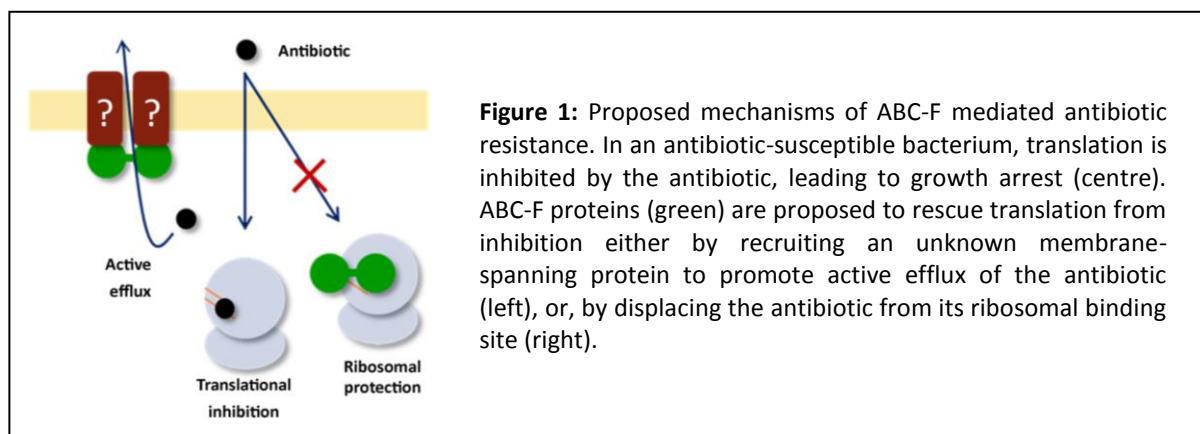 Antibiotic
? ?
Active
efflux
Translational
inhibition
Ribosomal
protection
Figure 1: Proposed mechanisms of ABC-F mediated antibiotic
resistance. In an antibiotic-susceptible bacterium, translation is
inhibited by the antibiotic, leading to growth arrest (centre).
ABC-F proteins (green) are proposed to rescue translation from
inhibition either by recruiting an unknown membrane-
spanning protein to promote active efflux of the antibiotic
(left), or, by displacing the antibiotic from its ribosomal binding
site (right).